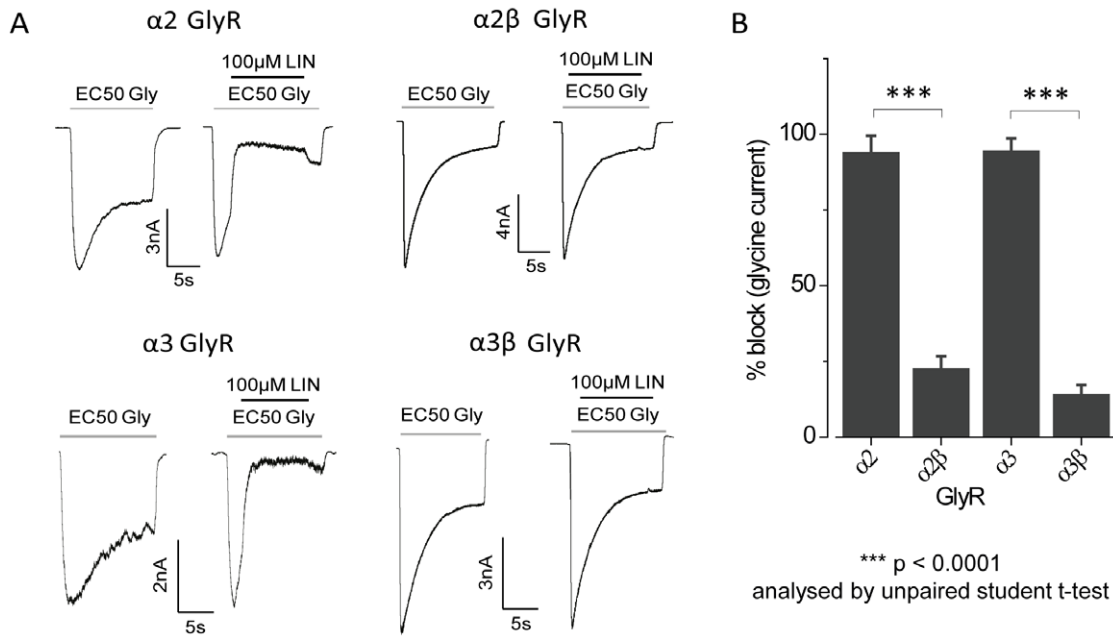 A
α2 GlyR
100µM LIN
EC50 Gly
EC50 Gly
3nA
5s
α2β GlyR
100µM LIN
EC50 Gly
EC50 Gly
4nA
5s
α3 GlyR
100µM LIN
EC50 Gly
EC50 Gly
2nA
5s
α3β GlyR
100µM LIN
EC50 Gly
EC50 Gly
3nA
5s
B
% block (glycine current)
100
50
0
*** ***
α2 α2β α3 α3β
GlyR
*** p < 0.0001
analysed by unpaired student t-test